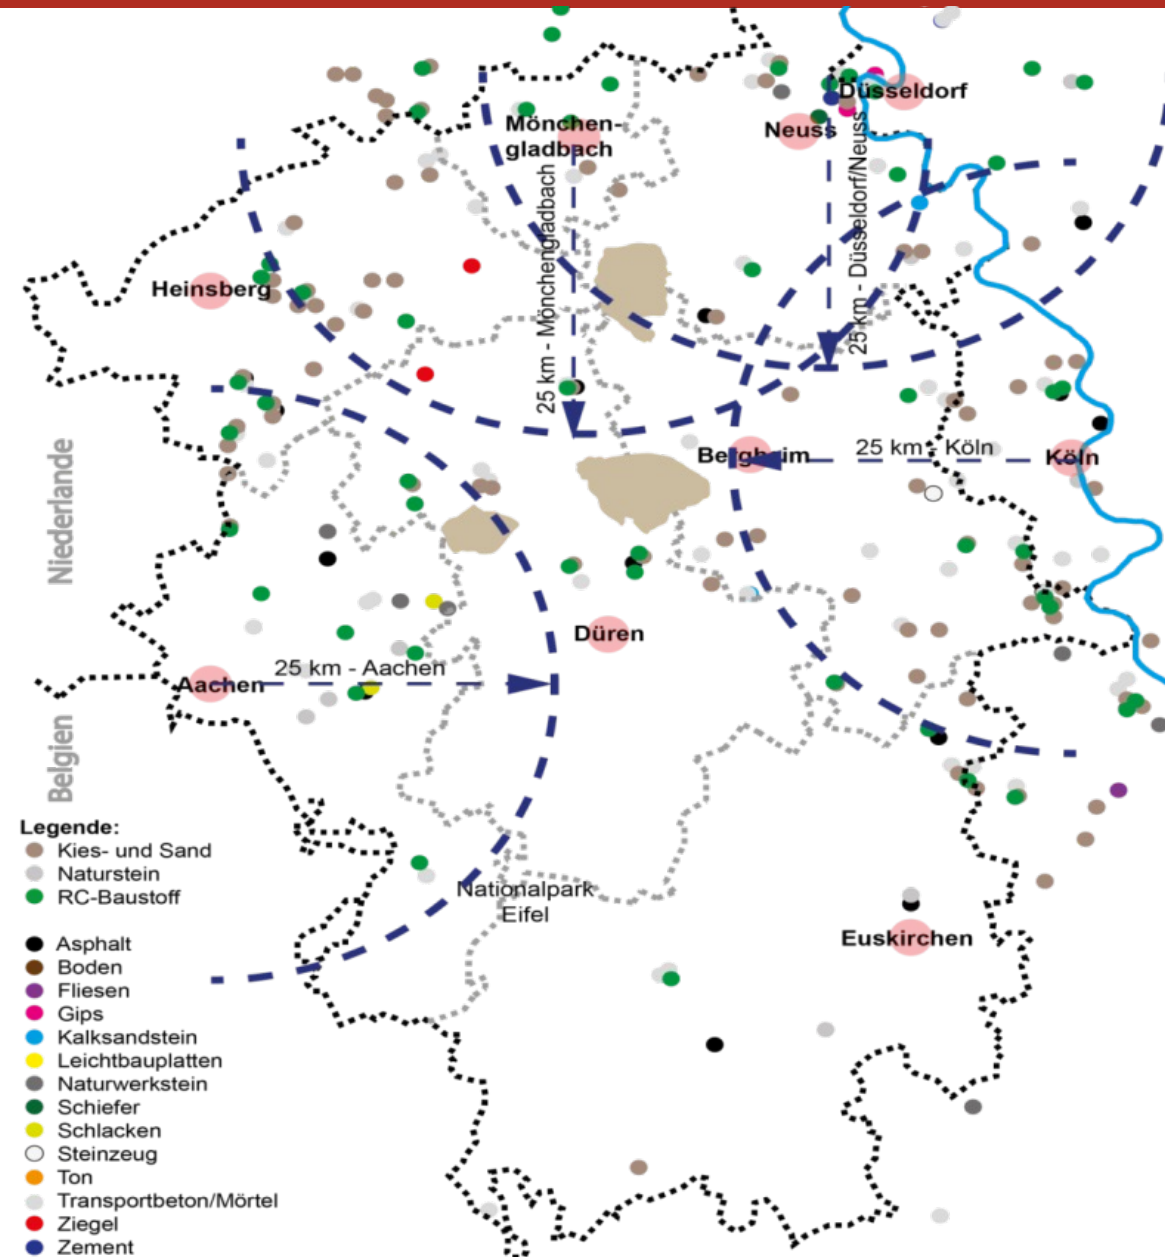 Düsseldorf
Mönchen-
gladbach
Neuss
25 km - Mönchengladbach
25 km - Düsseldorf/Neuss
Heinsberg
Niederlande
Bergheim
25 km - Köln
Köln
Düren
25 km - Aachen
Aachen
Belgien
Nationalpark
Eifel
Euskirchen
Legende:
Kies- und Sand
Naturstein
RC-Baustoff
Asphalt
Boden
Fliesen
Gips
Kalksandstein
Leichtbauplatten
Naturwerkstein
Schiefer
Schlacken
Steinzeug
Ton
Transportbeton/Mörtel
Ziegel
Zement